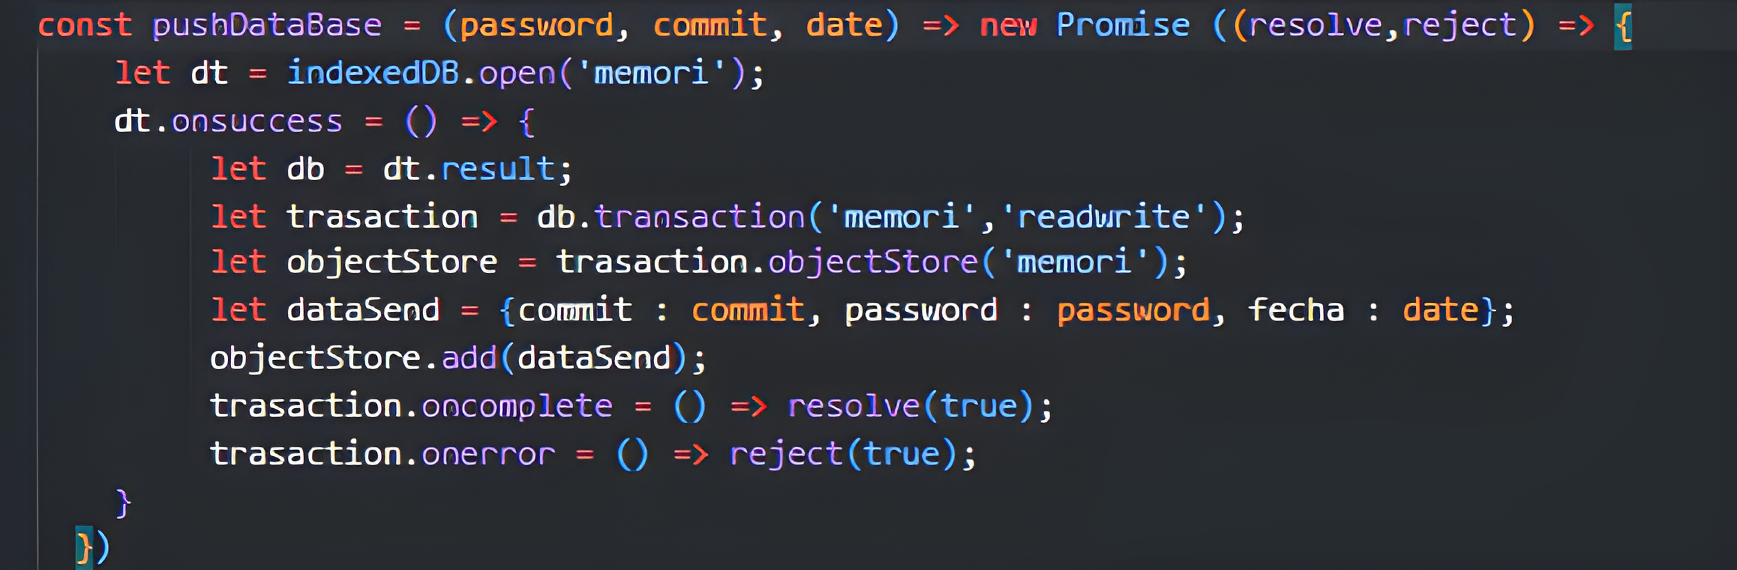 const pushDataBase = (password, commit, date) => new Promise ((resolve,reject) => {
let dt = indexedDB.open('memori');
dt.onsuccess = () => {
let db = dt.result;
let trasaction = db.transaction('memori','readwrite');
let objectStore = trasaction.objectStore('memori');
let dataSend = {commit : commit, password : password, fecha : date};
objectStore.add(dataSend);
trasaction.oncomplete = () => resolve(true);
trasaction.onerror = () => reject(true);
}
})